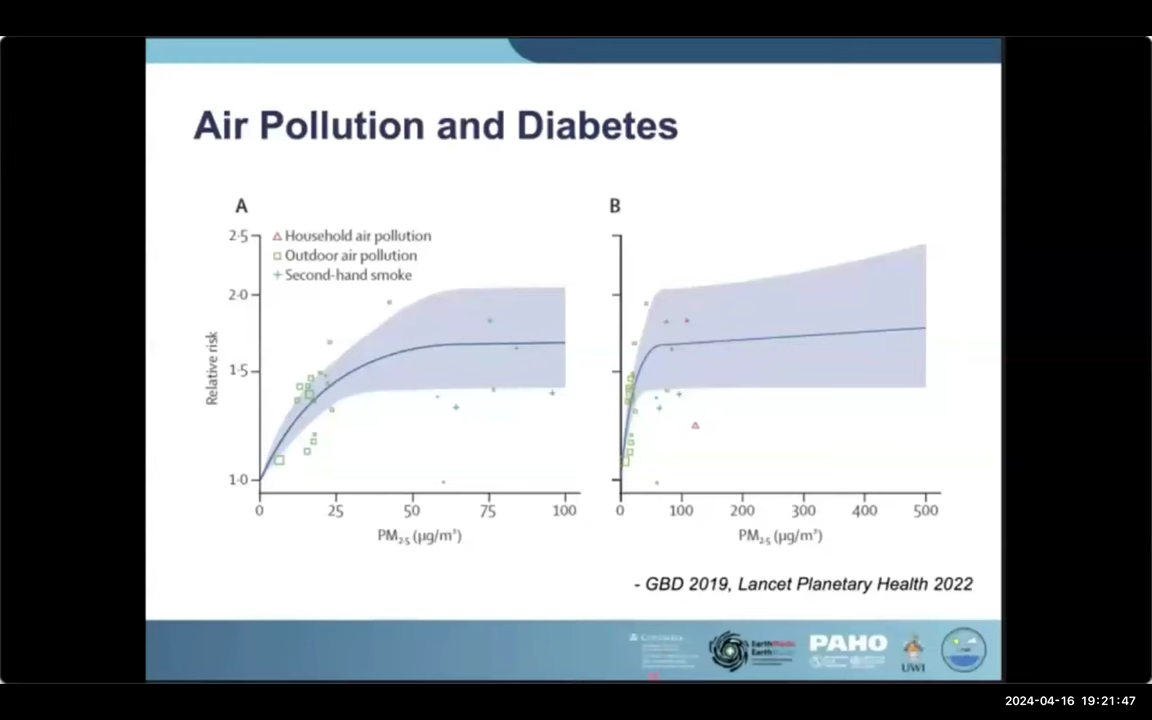 Air Pollution and Diabetes
A
B
2·5
Household air pollution
Outdoor air pollution
Second-hand smoke
2·0
1·5
1·0
Relative risk
0 25 50 75 100
0 100 200 300 400 500
PM2·5 (µg/m³)
PM2·5 (µg/m³)
- GBD 2019, Lancet Planetary Health 2022
EarthMedic
PAHO
UWI
2024-04-16 19:21:47